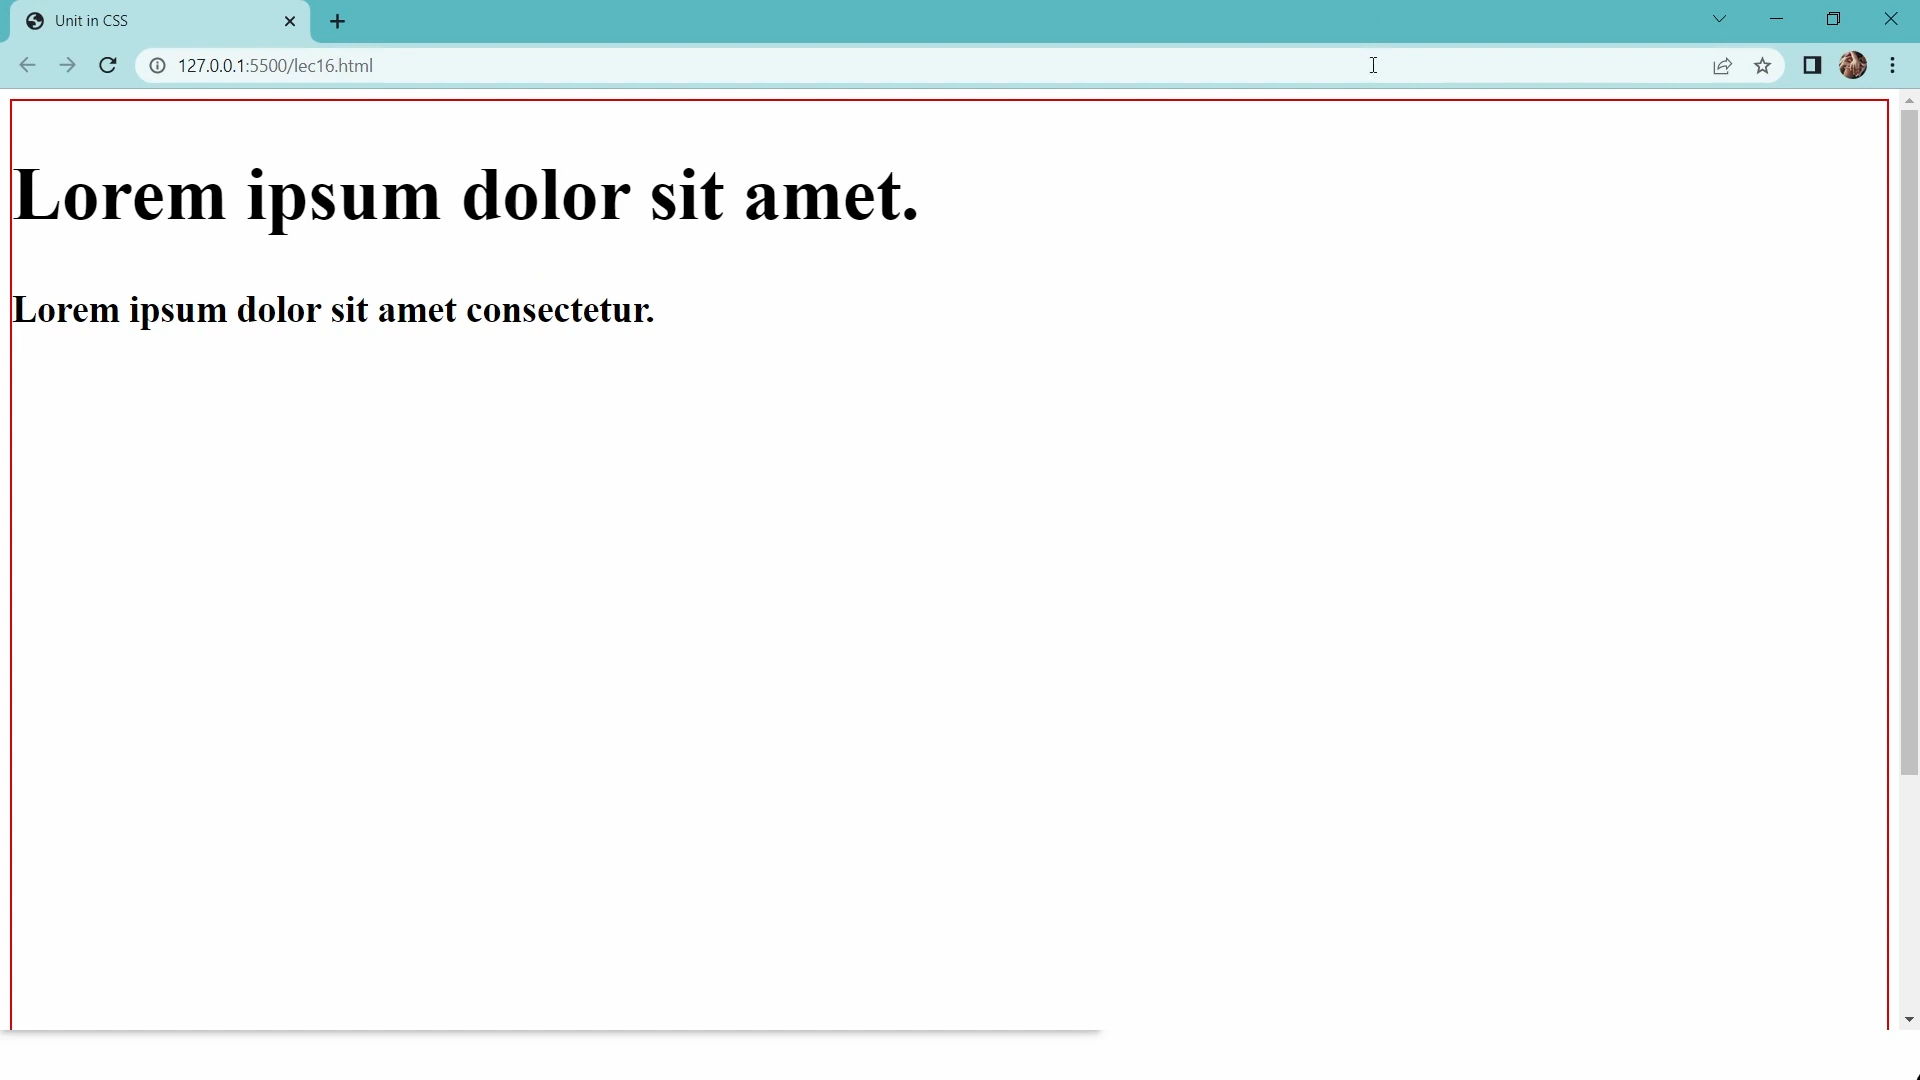 Unit in CSS
127.0.0.1:5500/lec16.html
Lorem ipsum dolor sit amet.
Lorem ipsum dolor sit amet consectetur.